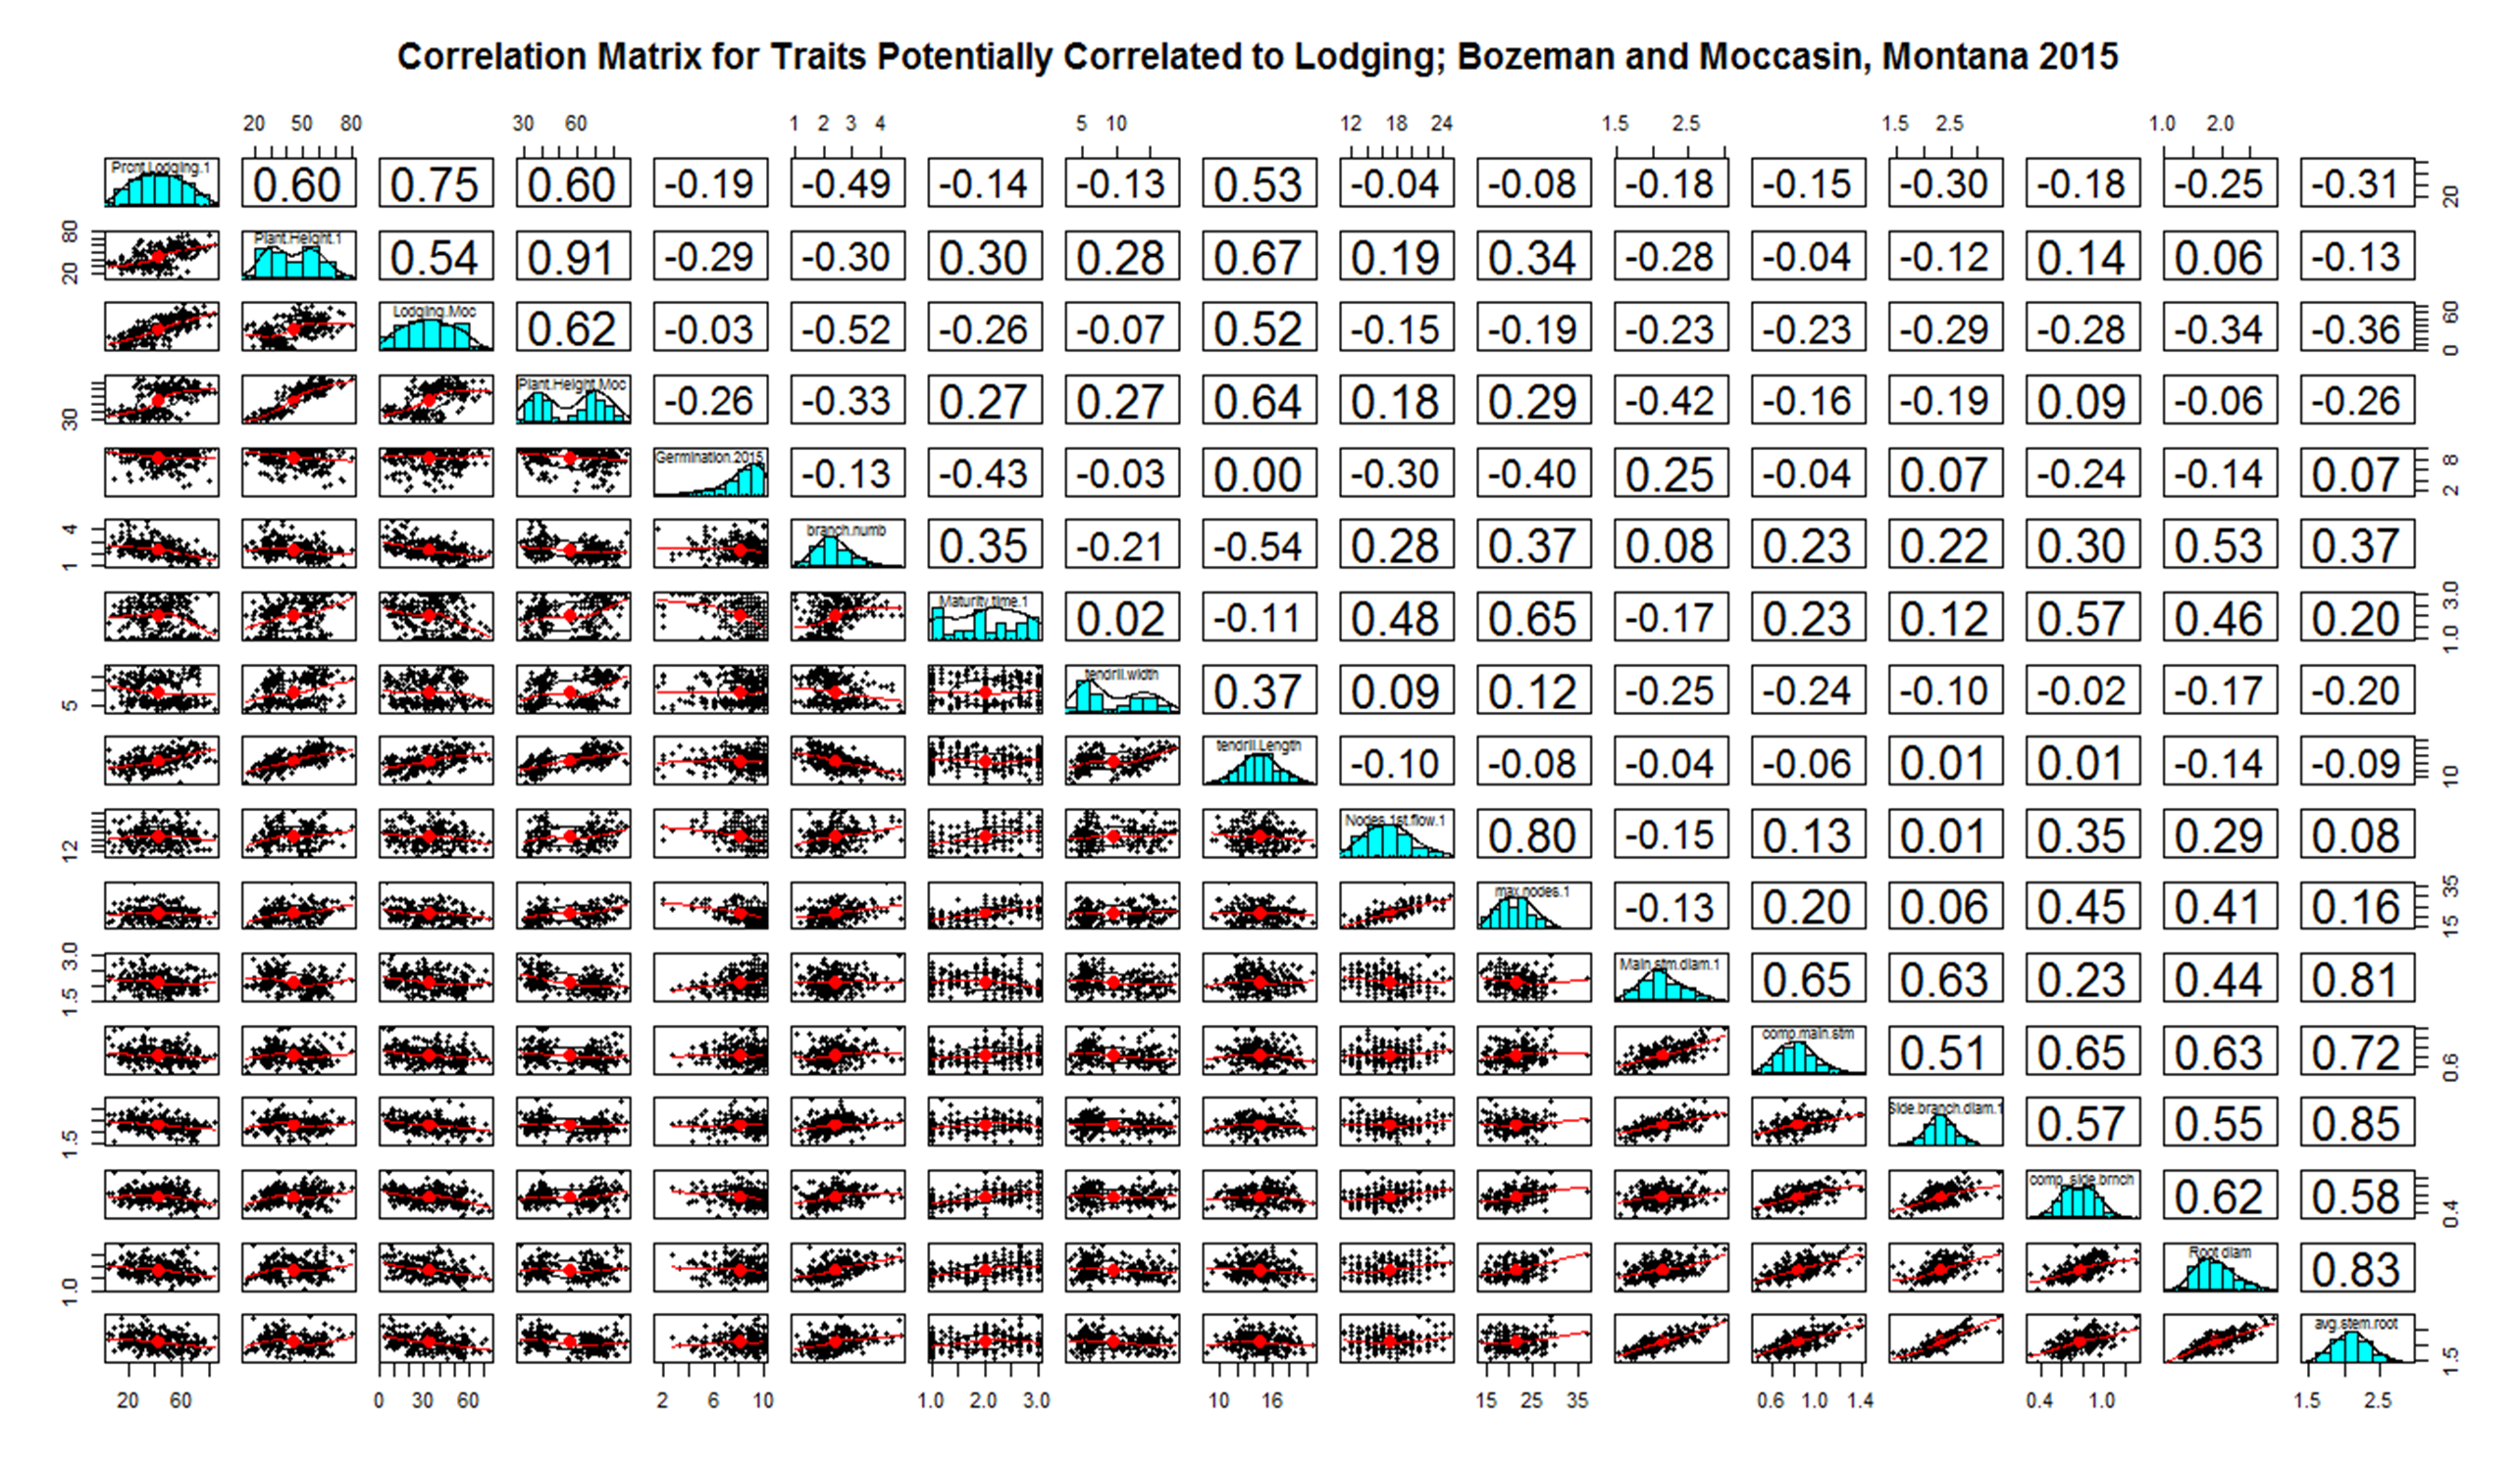 Correlation Matrix for Traits Potentially Correlated to Lodging; Bozeman and Moccasin, Montana 2015
20 50 80 30 60 1 2 3 4 5 10 12 18 24 1.5 2.5 1.5 2.5 1.0 2.0
Pront.Lodging.1 0.60 0.75 0.60 -0.19 -0.49 -0.14 -0.13 0.53 -0.04 -0.08 -0.18 -0.15 -0.30 -0.18 -0.25 -0.31 20
20 80 Plant.Height.1 0.54 0.91 -0.29 -0.30 0.30 0.28 0.67 0.19 0.34 -0.28 -0.04 -0.12 0.14 0.06 -0.13
Lodging.Moc 0.62 -0.03 -0.52 -0.26 -0.07 0.52 -0.15 -0.19 -0.23 -0.23 -0.29 -0.28 -0.34 -0.36 0 60
30 Plant.Height.Moc -0.26 -0.33 0.27 0.27 0.64 0.18 0.29 -0.42 -0.16 -0.19 0.09 -0.06 -0.26
Germination.2015 -0.13 -0.43 -0.03 0.00 -0.30 -0.40 0.25 -0.04 0.07 -0.24 -0.14 0.07 2 8
1 4 branch.numb 0.35 -0.21 -0.54 0.28 0.37 0.08 0.23 0.22 0.30 0.53 0.37
Maturity.time.1 0.02 -0.11 0.48 0.65 -0.17 0.23 0.12 0.57 0.46 0.20 1.0 3.0
5 tendril.width 0.37 0.09 0.12 -0.25 -0.24 -0.10 -0.02 -0.17 -0.20
tendril.Length -0.10 -0.08 -0.04 -0.06 0.01 0.01 -0.14 -0.09 10
12 Nodes.1st.flow.1 0.80 -0.15 0.13 0.01 0.35 0.29 0.08
max.nodes.1 -0.13 0.20 0.06 0.45 0.41 0.16 15 35
1.5 3.0 Main.stm.diam.1 0.65 0.63 0.23 0.44 0.81
comp.main.stm 0.51 0.65 0.63 0.72 0.6
1.5 Side.branch.diam.1 0.57 0.55 0.85
comp_side.brnch 0.62 0.58 0.4
1.0 Root diam 0.83
avg.stem.root 1.5
20 60 0 30 60 2 6 10 1.0 2.0 3.0 10 16 15 25 35 0.6 1.0 1.4 0.4 1.0 1.5 2.5